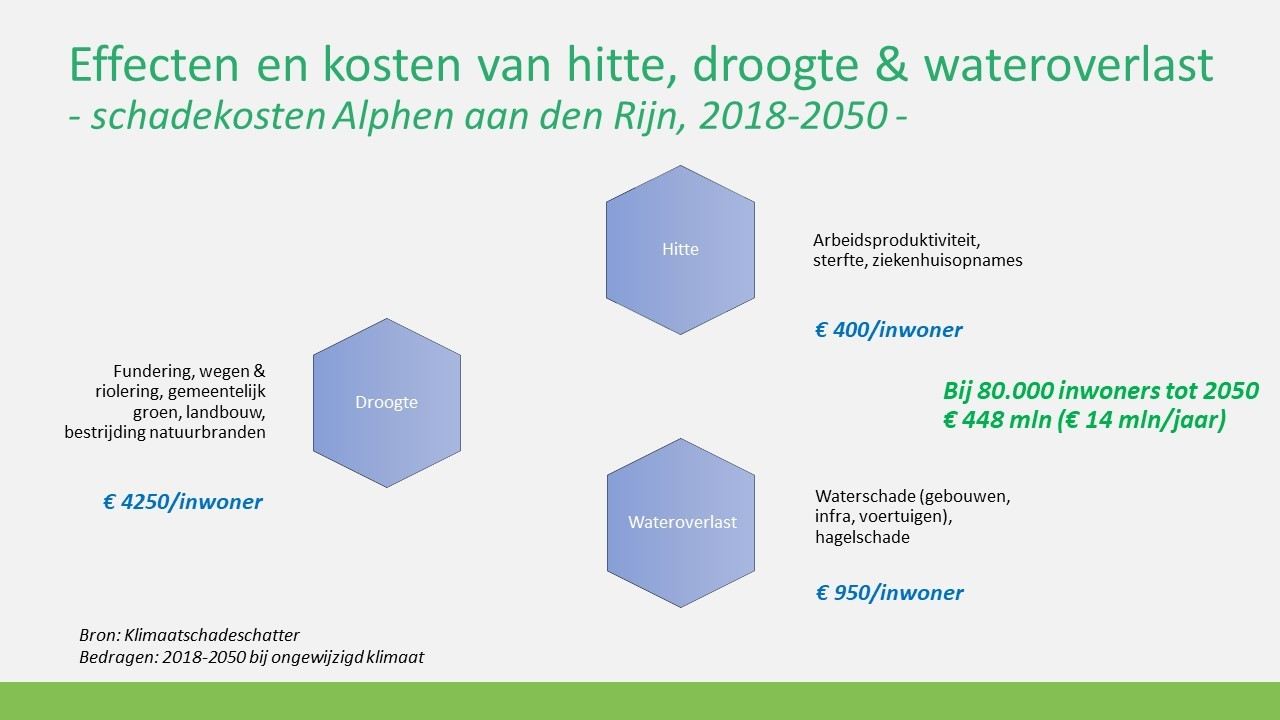 Effecten en kosten van hitte, droogte & wateroverlast
- schadekosten Alphen aan den Rijn, 2018-2050 -
Hitte
Arbeidsproduktiviteit,
sterfte, ziekenhuisopnames
€ 400/inwoner
Droogte
Fundering, wegen &
riolering, gemeentelijk
groen, landbouw,
bestrijding natuurbranden
€ 4250/inwoner
Bij 80.000 inwoners tot 2050
€ 448 mln (€ 14 mln/jaar)
Wateroverlast
Waterschade (gebouwen,
infra, voertuigen),
hagelschade
€ 950/inwoner
Bron: Klimaatschadeschatter
Bedragen: 2018-2050 bij ongewijzigd klimaat